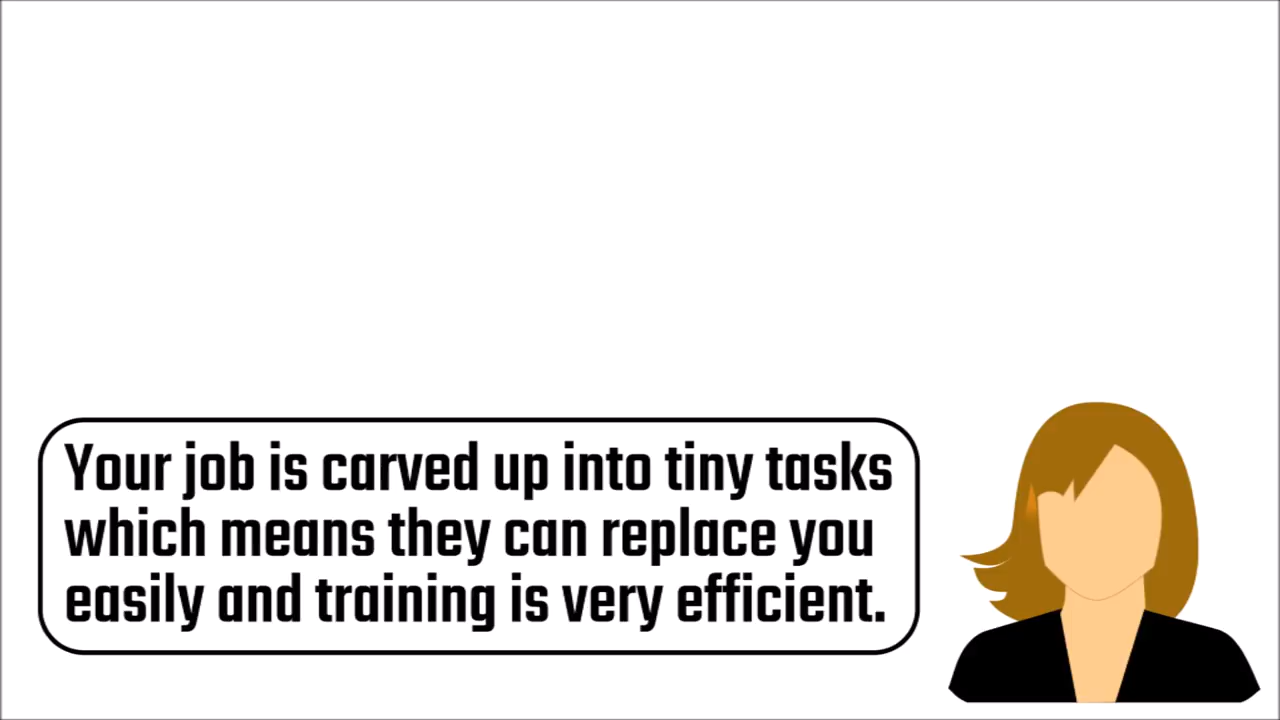 Your job is carved up into tiny tasks
which means they can replace you
easily and training is very efficient.